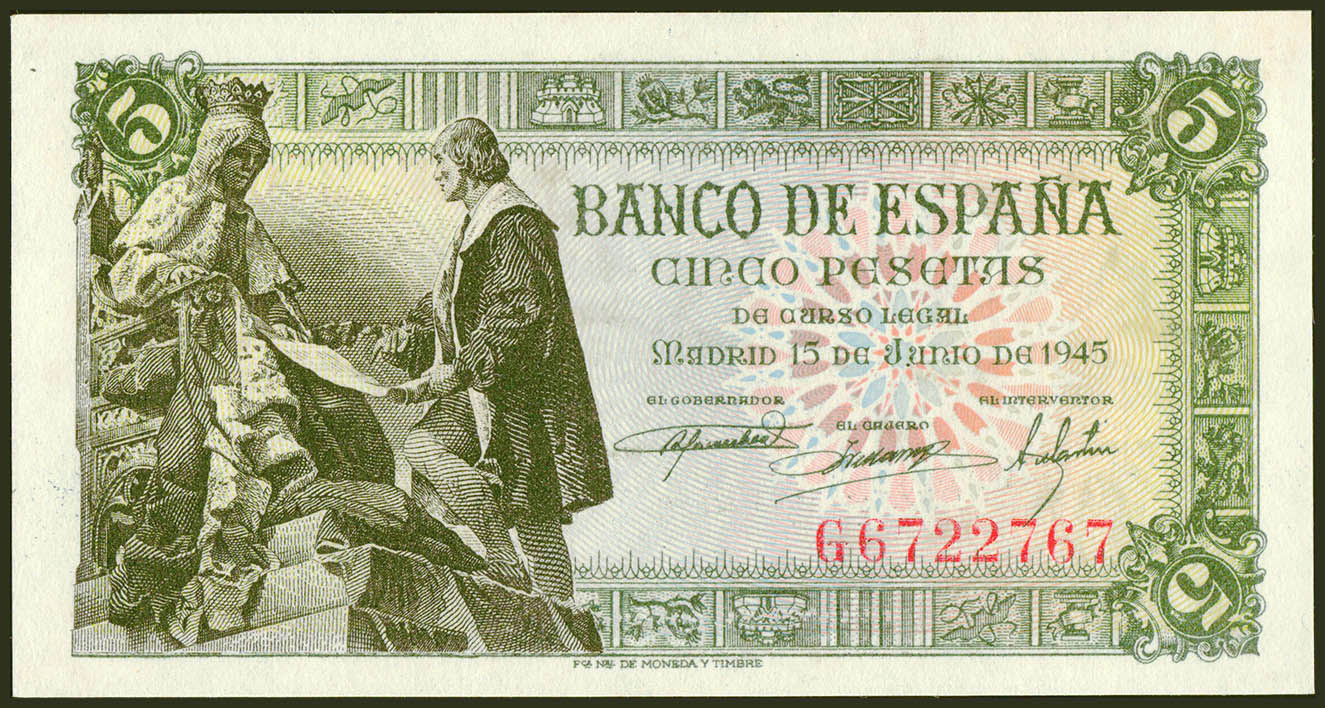 5 5
BANCO DE ESPAÑA
CINCO PESETAS
DE CURSO LEGAL
MADRID 15 DE JUNIO DE 1945
EL GOBERNADOR EL INTERVENTOR
EL CAJERO
G6722767
5
FCA. NAL. DE MONEDA Y TIMBRE